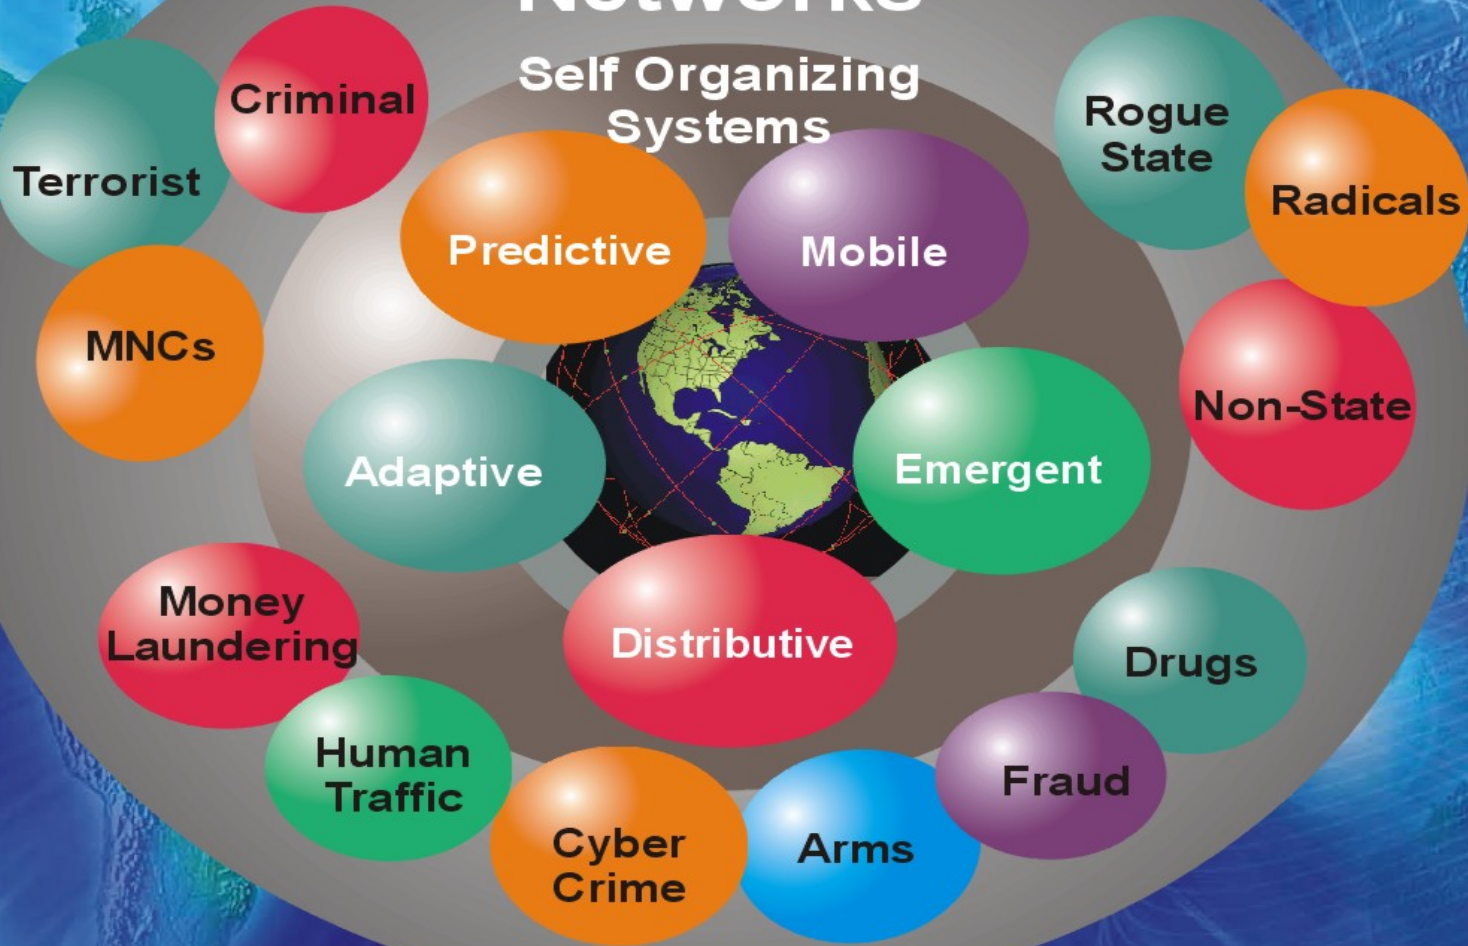 Networks
Self Organizing
Systems
Criminal
Terrorist
MNCs
Rogue
State
Radicals
Non-State
Predictive
Mobile
Adaptive
Emergent
Distributive
Money
Laundering
Human
Traffic
Cyber
Crime
Arms
Fraud
Drugs